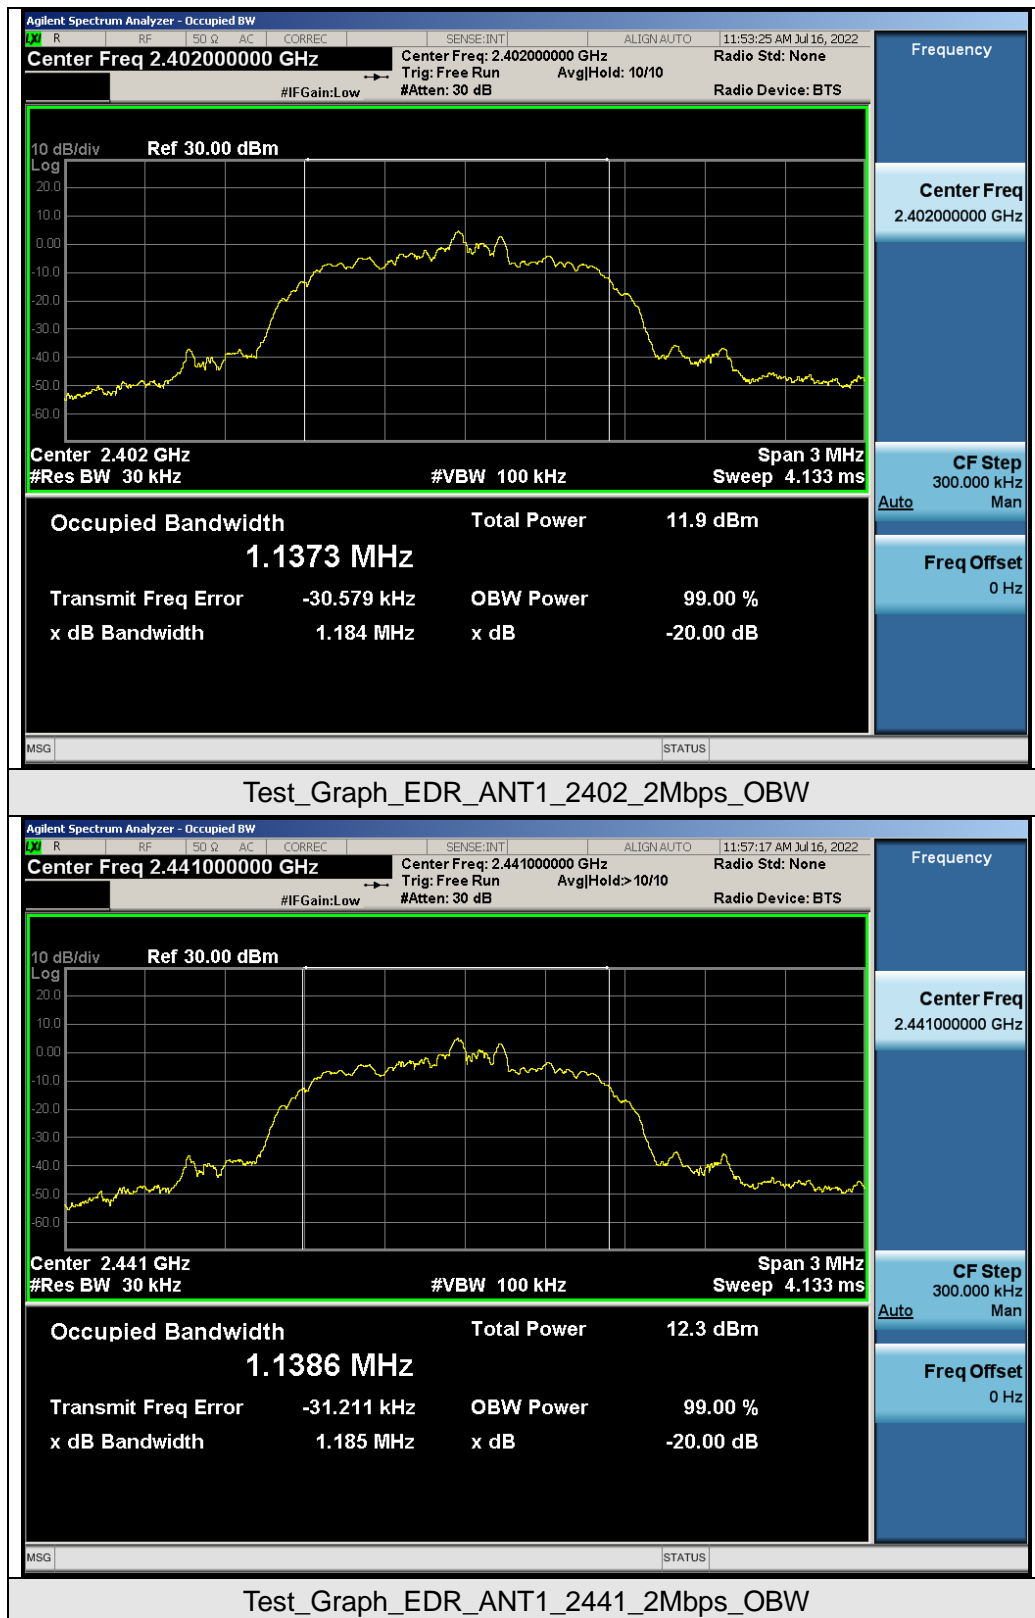 Agilent Spectrum Analyzer - Occupied BW
LXI R RF 50 Ω AC CORREC SENSE:INT ALIGN AUTO 11:53:25 AM Jul 16, 2022
Center Freq 2.402000000 GHz Center Freq: 2.402000000 GHz Radio Std: None
Trig: Free Run Avg|Hold: 10/10
#IFGain:Low #Atten: 30 dB Radio Device: BTS
Frequency
10 dB/div Ref 30.00 dBm
Log
20.0
10.0
0.00
-10.0
-20.0
-30.0
-40.0
-50.0
-60.0
Center 2.402 GHz Span 3 MHz
#Res BW 30 kHz #VBW 100 kHz Sweep 4.133 ms
Center Freq
2.402000000 GHz
CF Step
300.000 kHz
Auto Man
Freq Offset
0 Hz
Occupied Bandwidth Total Power 11.9 dBm
1.1373 MHz
Transmit Freq Error -30.579 kHz OBW Power 99.00 %
x dB Bandwidth 1.184 MHz x dB -20.00 dB
MSG STATUS
Test_Graph_EDR_ANT1_2402_2Mbps_OBW
Agilent Spectrum Analyzer - Occupied BW
LXI R RF 50 Ω AC CORREC SENSE:INT ALIGN AUTO 11:57:17 AM Jul 16, 2022
Center Freq 2.441000000 GHz Center Freq: 2.441000000 GHz Radio Std: None
Trig: Free Run Avg|Hold:> 10/10
#IFGain:Low #Atten: 30 dB Radio Device: BTS
Frequency
10 dB/div Ref 30.00 dBm
Log
20.0
10.0
0.00
-10.0
-20.0
-30.0
-40.0
-50.0
-60.0
Center 2.441 GHz Span 3 MHz
#Res BW 30 kHz #VBW 100 kHz Sweep 4.133 ms
Center Freq
2.441000000 GHz
CF Step
300.000 kHz
Auto Man
Freq Offset
0 Hz
Occupied Bandwidth Total Power 12.3 dBm
1.1386 MHz
Transmit Freq Error -31.211 kHz OBW Power 99.00 %
x dB Bandwidth 1.185 MHz x dB -20.00 dB
MSG STATUS
Test_Graph_EDR_ANT1_2441_2Mbps_OBW